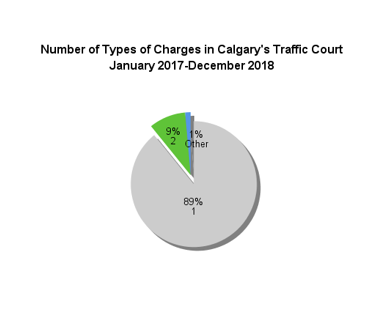 Number of Types of Charges in Calgary's Traffic Court
January 2017-December 2018
9%
2
1%
Other
89%
1